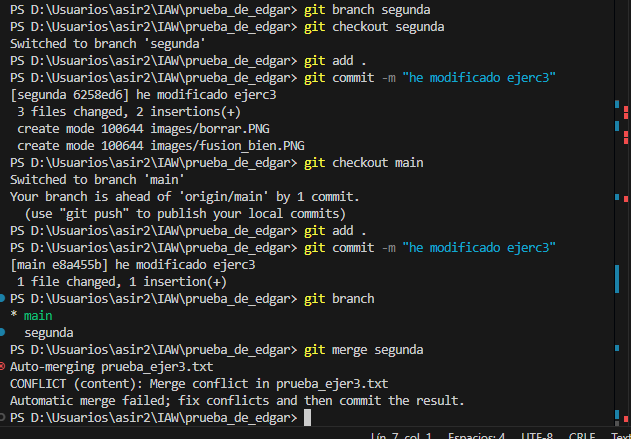 PS D:\Usuarios\asir2\IAW\prueba_de_edgar> git branch segunda
PS D:\Usuarios\asir2\IAW\prueba_de_edgar> git checkout segunda
Switched to branch 'segunda'
PS D:\Usuarios\asir2\IAW\prueba_de_edgar> git add .
PS D:\Usuarios\asir2\IAW\prueba_de_edgar> git commit -m "he modificado ejerc3"
[segunda 6258ed6] he modificado ejerc3
 3 files changed, 2 insertions(+)
 create mode 100644 images/borrar.PNG
 create mode 100644 images/fusion_bien.PNG
PS D:\Usuarios\asir2\IAW\prueba_de_edgar> git checkout main
Switched to branch 'main'
Your branch is ahead of 'origin/main' by 1 commit.
  (use "git push" to publish your local commits)
PS D:\Usuarios\asir2\IAW\prueba_de_edgar> git add .
PS D:\Usuarios\asir2\IAW\prueba_de_edgar> git commit -m "he modificado ejerc3"
[main e8a455b] he modificado ejerc3
 1 file changed, 1 insertion(+)
PS D:\Usuarios\asir2\IAW\prueba_de_edgar> git branch
* main
  segunda
PS D:\Usuarios\asir2\IAW\prueba_de_edgar> git merge segunda
Auto-merging prueba_ejer3.txt
CONFLICT (content): Merge conflict in prueba_ejer3.txt
Automatic merge failed; fix conflicts and then commit the result.
PS D:\Usuarios\asir2\IAW\prueba_de_edgar>
Lín. 7, col. 1 Espacios: 4 UTF-8 CRLF Text